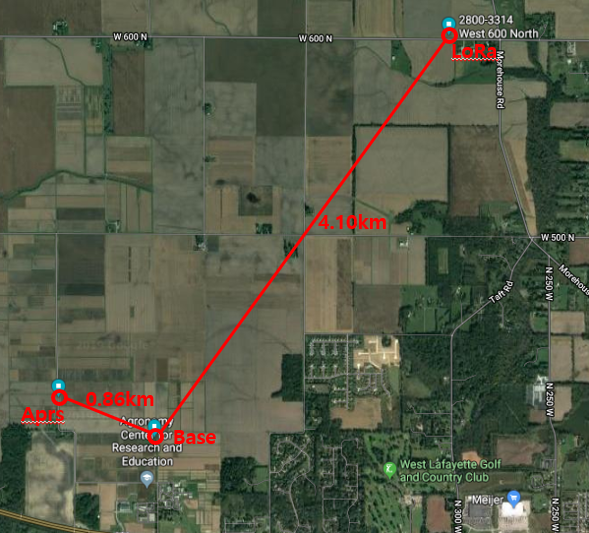 2800-3314
West 600 North
W 600 N
W 600 N
LoRa
Morehouse Rd
4.10km
W 500 N
Morehous
Taft Rd
N 250 W
0.86km
Aprs
Base
Agronomy
Center for
Research and
Education
N 250 W
West Lafayette Golf
and Country Club
Meijer
N 300 W
N 250 W